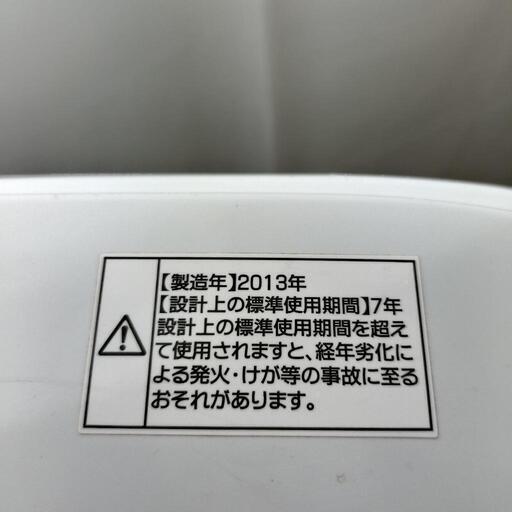 【製造年】2013年
【設計上の標準使用期間】7年
設計上の標準使用期間を超え
て使用されますと、経年劣化に
よる発火・けが等の事故に至る
おそれがあります。